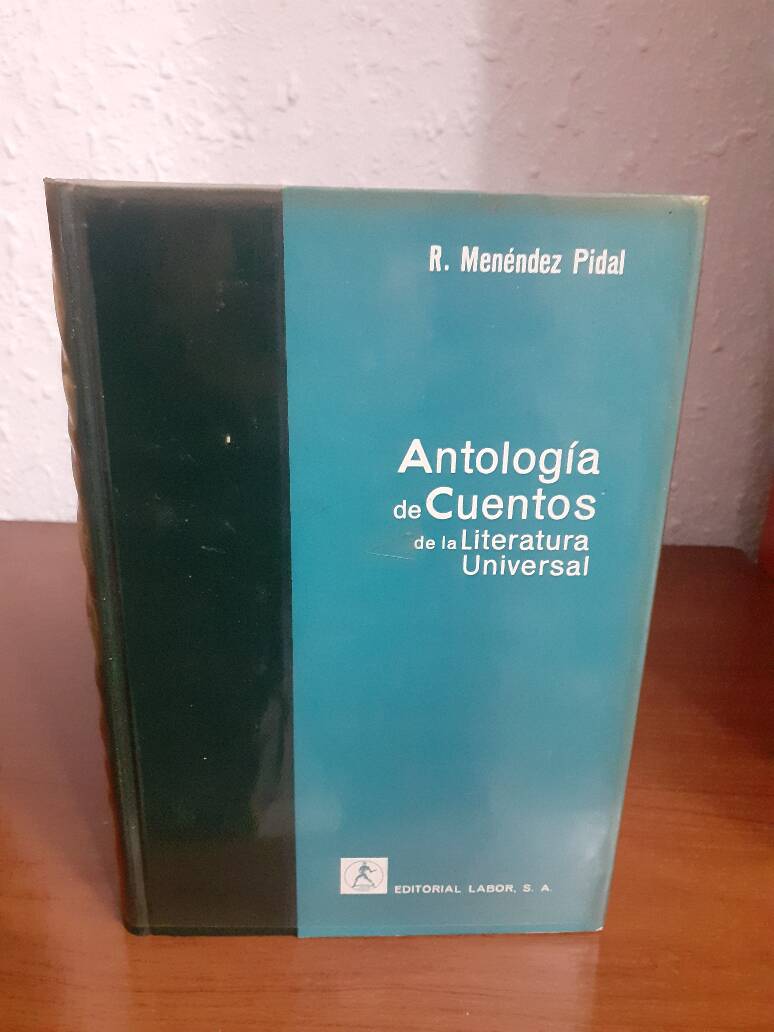 R. Menéndez Pidal
Antología
de Cuentos
de la Literatura
Universal
EDITORIAL LABOR, S. A.